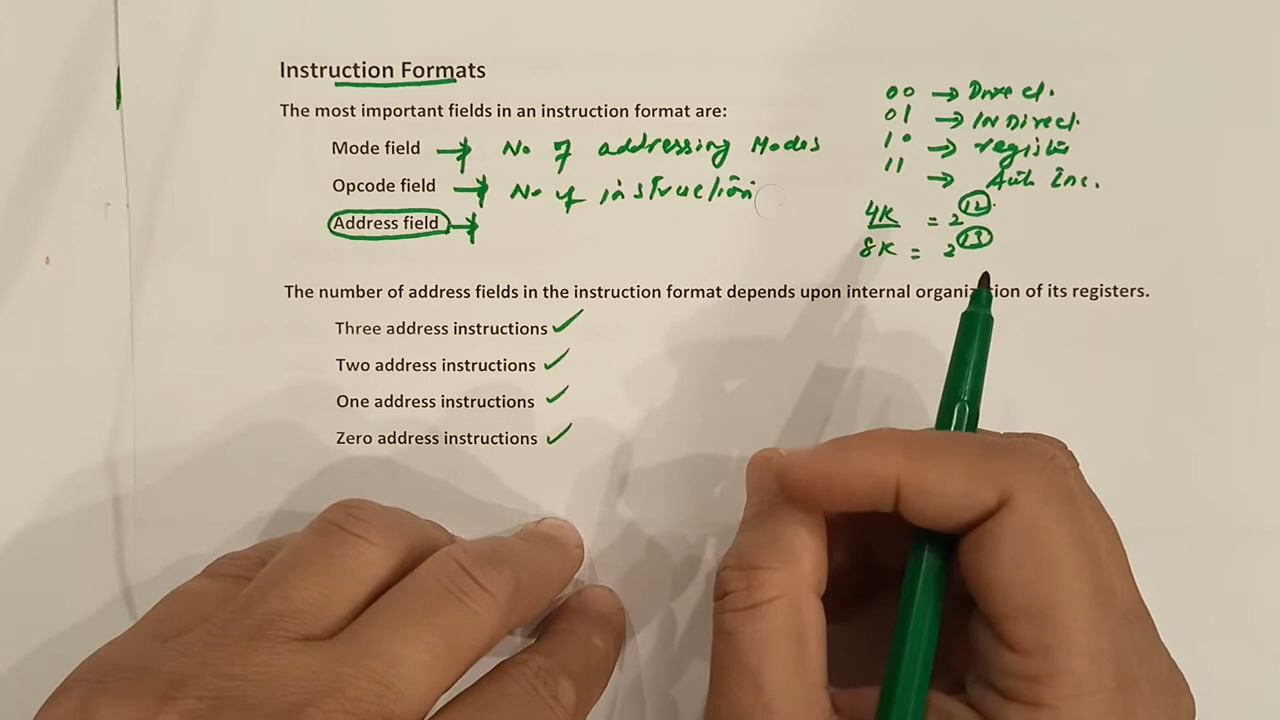 Instruction Formats
The most important fields in an instruction format are:
Mode field → No of addressing Modes
Opcode field → No of instruction
Address field →
00 → Direct.
01 → INDirect.
10 → register
11 → Auto Inc.
4K = 2^12
8K = 2^13
The number of address fields in the instruction format depends upon internal organization of its registers.
Three address instructions ✓
Two address instructions ✓
One address instructions ✓
Zero address instructions ✓